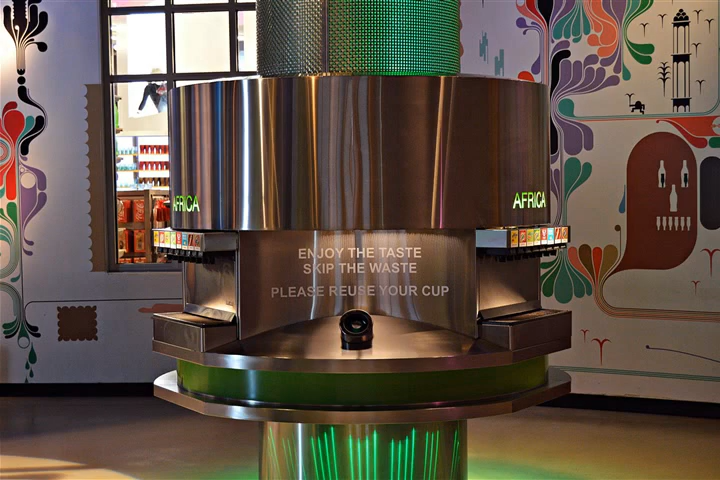 AFRICA
AFRICA
ENJOY THE TASTE
SKIP THE WASTE
PLEASE REUSE YOUR CUP